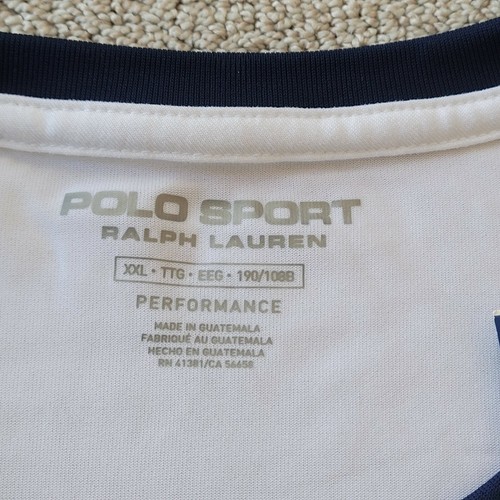 POLO SPORT
RALPH LAUREN
XXL • TTG • EEG • 190/108B
PERFORMANCE
MADE IN GUATEMALA
FABRIQUÉ AU GUATEMALA
HECHO EN GUATEMALA
RN 41381/CA 56658